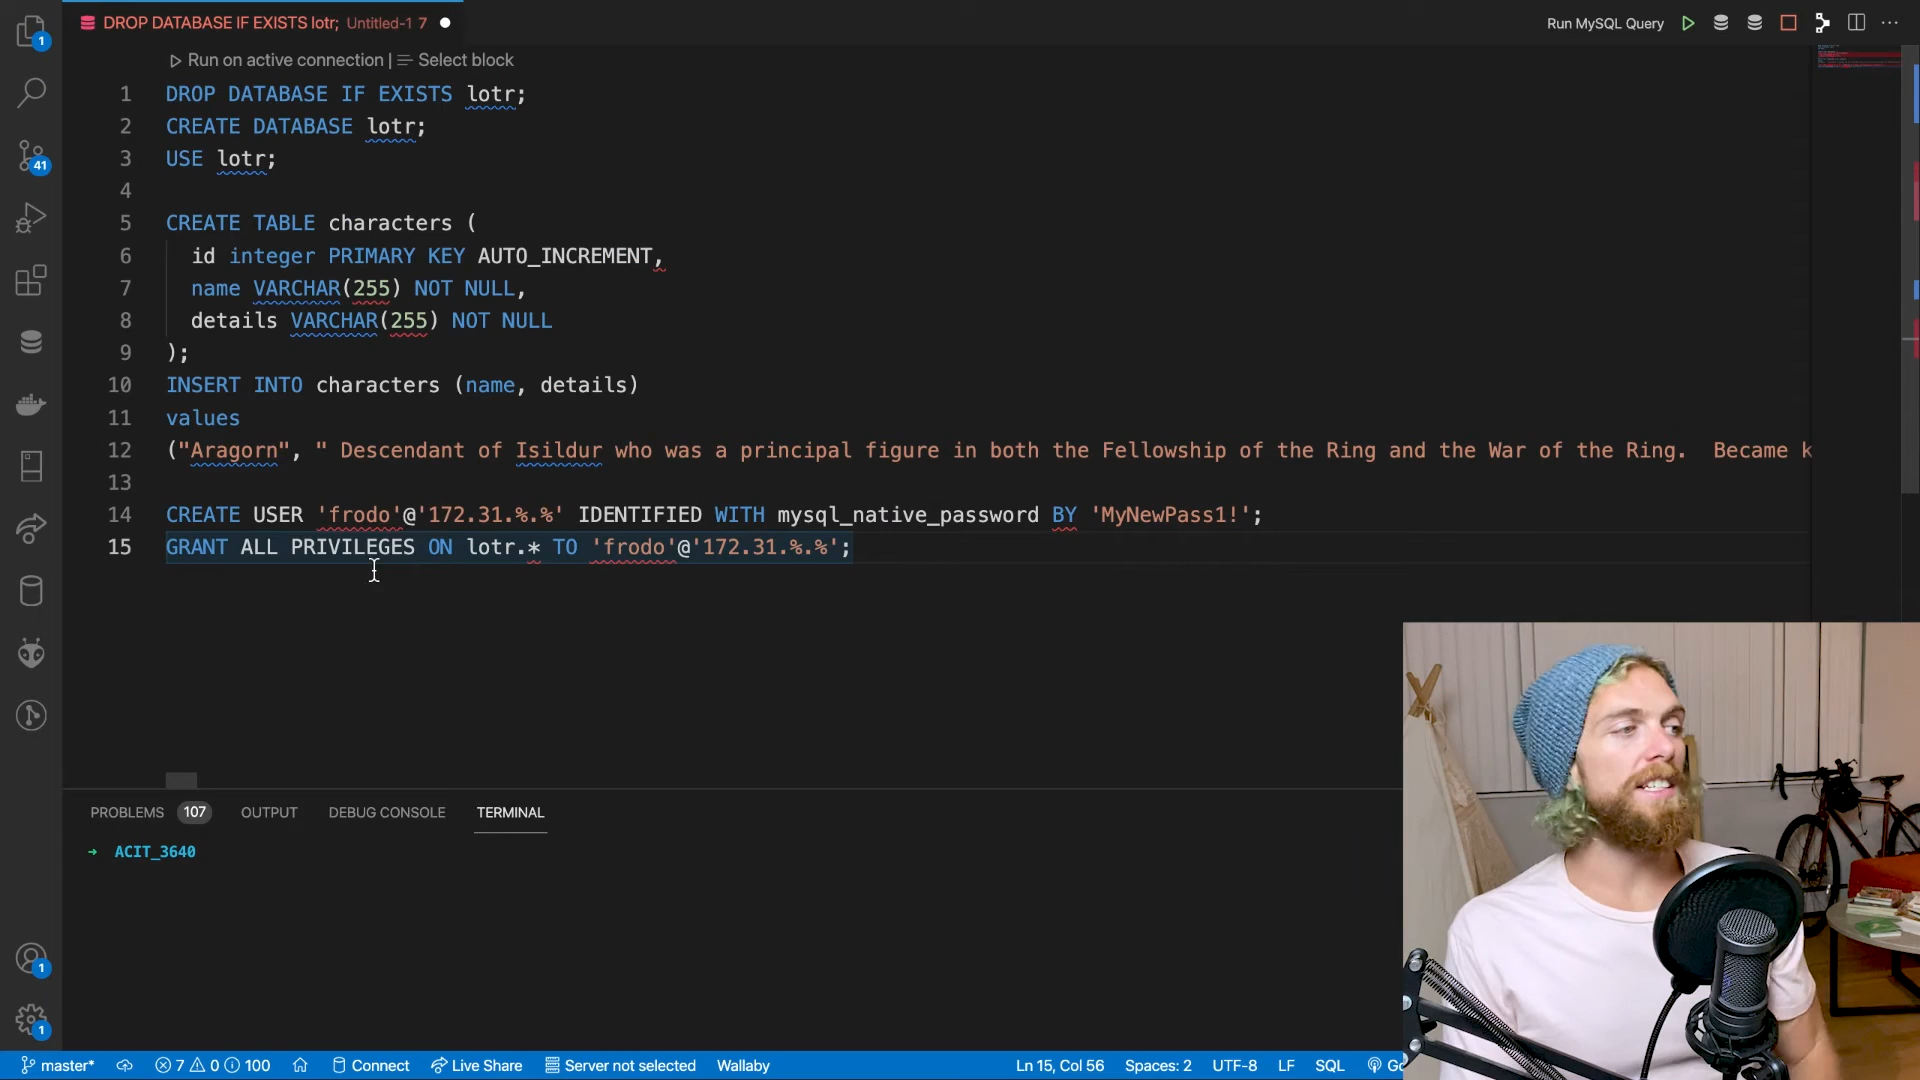 DROP DATABASE IF EXISTS lotr; Untitled-1 7
Run MySQL Query
Run on active connection | Select block
1 DROP DATABASE IF EXISTS lotr;
2 CREATE DATABASE lotr;
3 USE lotr;
4
5 CREATE TABLE characters (
6 id integer PRIMARY KEY AUTO_INCREMENT,
7 name VARCHAR(255) NOT NULL,
8 details VARCHAR(255) NOT NULL
9 );
10 INSERT INTO characters (name, details)
11 values
12 ("Aragorn", " Descendant of Isildur who was a principal figure in both the Fellowship of the Ring and the War of the Ring.  Became k
13
14 CREATE USER 'frodo'@'172.31.%.%' IDENTIFIED WITH mysql_native_password BY 'MyNewPass1!';
15 GRANT ALL PRIVILEGES ON lotr.* TO 'frodo'@'172.31.%.%';
1
41
1
1
PROBLEMS 107 OUTPUT DEBUG CONSOLE TERMINAL
→ ACIT_3640
master* 7 0 100 Connect Live Share Server not selected Wallaby Ln 15, Col 56 Spaces: 2 UTF-8 LF SQL Go